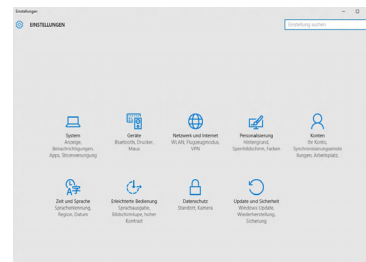 Einstellungen
EINSTELLUNGEN
Einstellung suchen
System
Anzeige,
Benachrichtigungen,
Apps, Stromversorgung
Geräte
Bluetooth, Drucker,
Maus
Netzwerk und Internet
WLAN, Flugzeugmodus,
VPN
Personalisierung
Hintergrund,
Sperrbildschirm, Farben
Konten
Ihr Konto,
Synchronisierungseinste
llungen, Arbeitsplatz,
Zeit und Sprache
Spracherkennung,
Region, Datum
Erleichterte Bedienung
Sprachausgabe,
Bildschirmlupe, hoher
Kontrast
Datenschutz
Standort, Kamera
Update und Sicherheit
Windows Update,
Wiederherstellung,
Sicherung